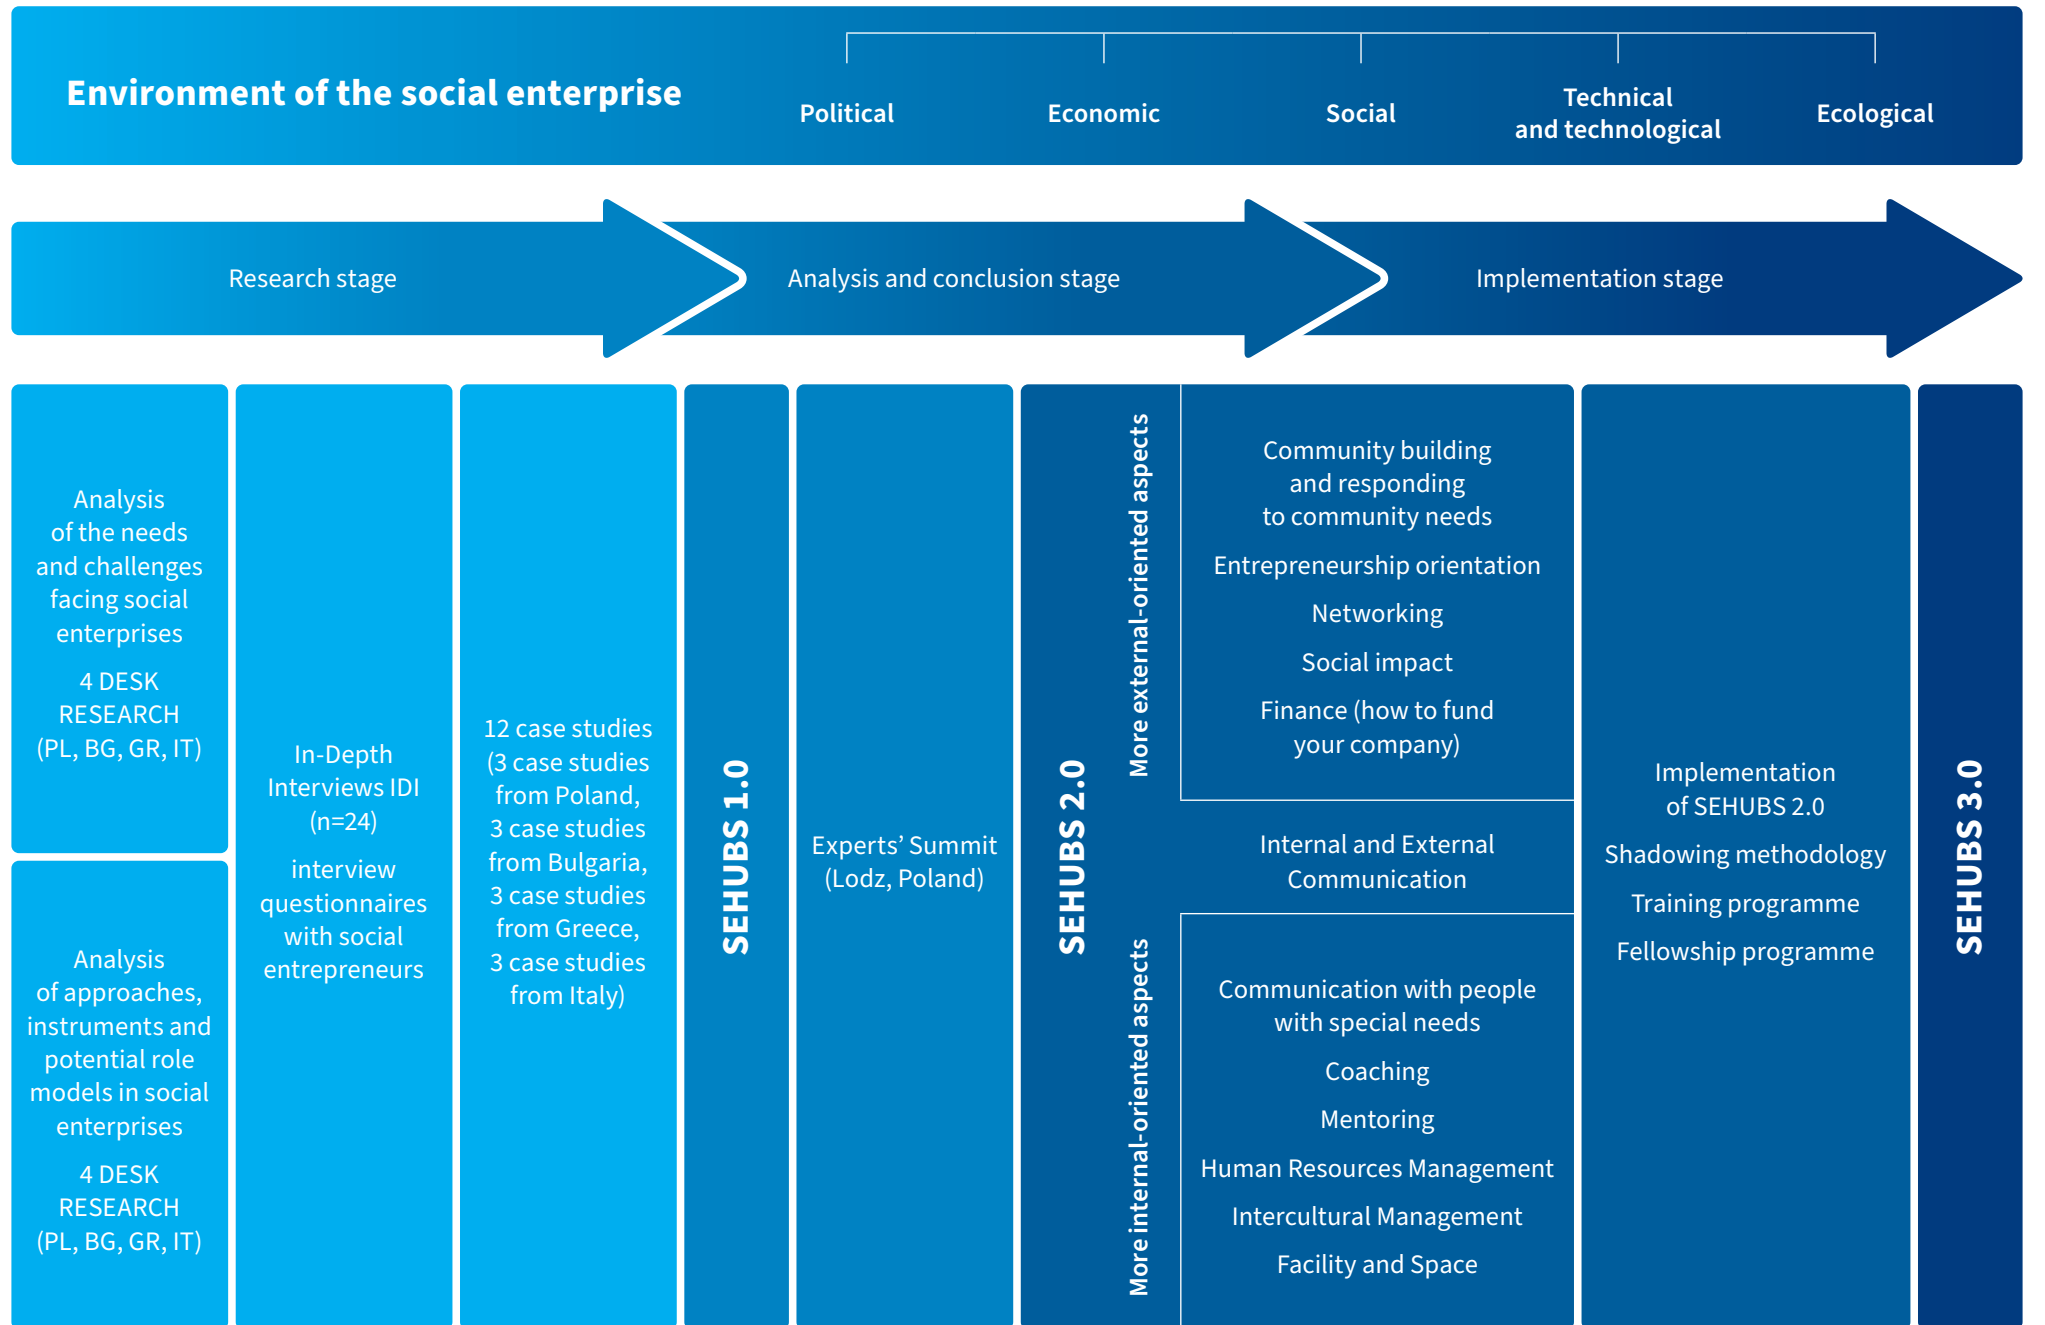 Environment of the social enterprise
Political
Economic
Social
Technical
and technological
Ecological
Research stage
Analysis and conclusion stage
Implementation stage
Analysis
of the needs
and challenges
facing social
enterprises
4 DESK
RESEARCH
(PL, BG, GR, IT)
Analysis
of approaches,
instruments and
potential role
models in social
enterprises
4 DESK
RESEARCH
(PL, BG, GR, IT)
In-Depth
Interviews IDI
(n=24)
interview
questionnaires
with social
entrepreneurs
12 case studies
(3 case studies
from Poland,
3 case studies
from Bulgaria,
3 case studies
from Greece,
3 case studies
from Italy)
SEHUBS 1.0
Experts’ Summit
(Lodz, Poland)
SEHUBS 2.0
More external-oriented aspects
Community building
and responding
to community needs
Entrepreneurship orientation
Networking
Social impact
Finance (how to fund
your company)
Internal and External
Communication
More internal-oriented aspects
Communication with people
with special needs
Coaching
Mentoring
Human Resources Management
Intercultural Management
Facility and Space
Implementation
of SEHUBS 2.0
Shadowing methodology
Training programme
Fellowship programme
SEHUBS 3.0